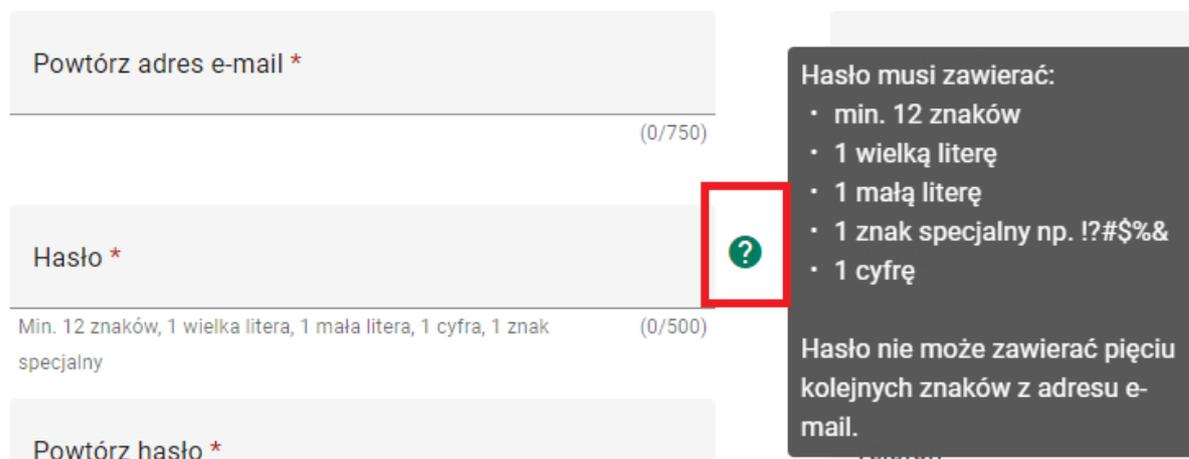 Powtórz adres e-mail *
(0/750)
Hasło *
?
Min. 12 znaków, 1 wielka litera, 1 mała litera, 1 cyfra, 1 znak
specjalny
(0/500)
Powtórz hasło *
Hasło musi zawierać:
• min. 12 znaków
• 1 wielką literę
• 1 małą literę
• 1 znak specjalny np. !?#$%&
• 1 cyfrę
Hasło nie może zawierać pięciu
kolejnych znaków z adresu e-
mail.